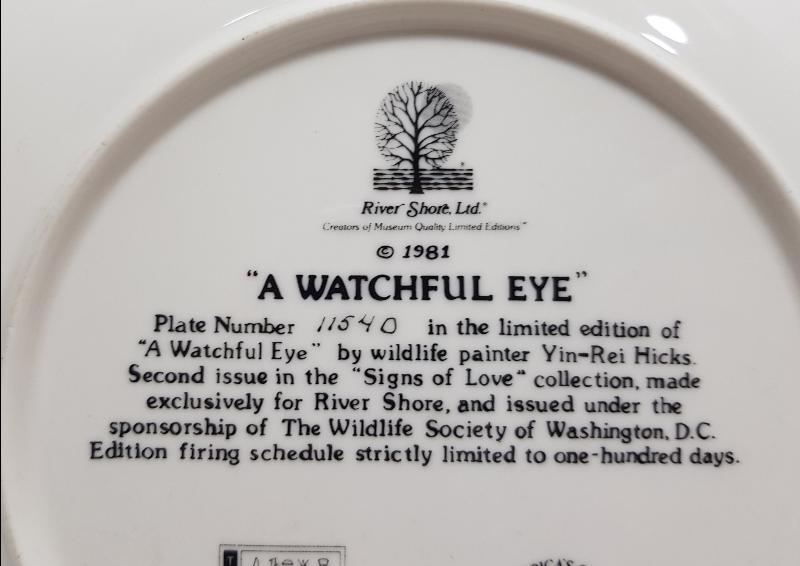 River Shore, Ltd.®
Creators of Museum Quality Limited Editions™
© 1981
"A WATCHFUL EYE"
Plate Number 11540 in the limited edition of
"A Watchful Eye" by wildlife painter Yin-Rei Hicks.
Second issue in the "Signs of Love" collection, made
exclusively for River Shore, and issued under the
sponsorship of The Wildlife Society of Washington, D.C.
Edition firing schedule strictly limited to one-hundred days.